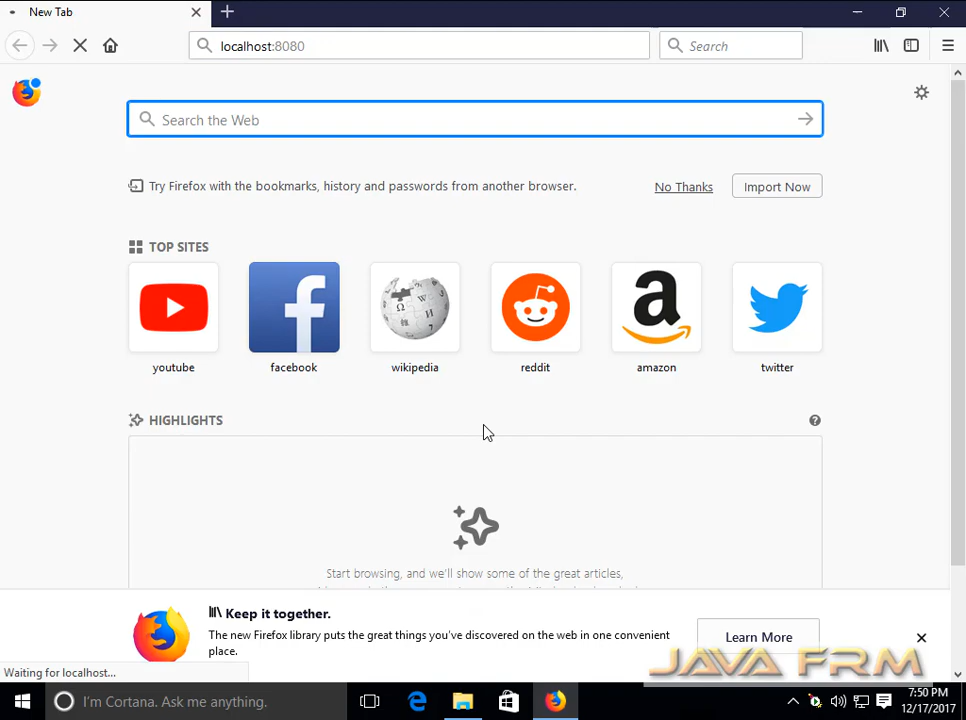 New Tab
localhost:8080
Search
Search the Web
Try Firefox with the bookmarks, history and passwords from another browser.
No Thanks
Import Now
TOP SITES
youtube
facebook
wikipedia
reddit
amazon
twitter
HIGHLIGHTS
Start browsing, and we'll show some of the great articles,
Keep it together.
The new Firefox library puts the great things you've discovered on the web in one convenient
place.
Learn More
JAVA FRM
Waiting for localhost...
I'm Cortana. Ask me anything.
7:50 PM
12/17/2017